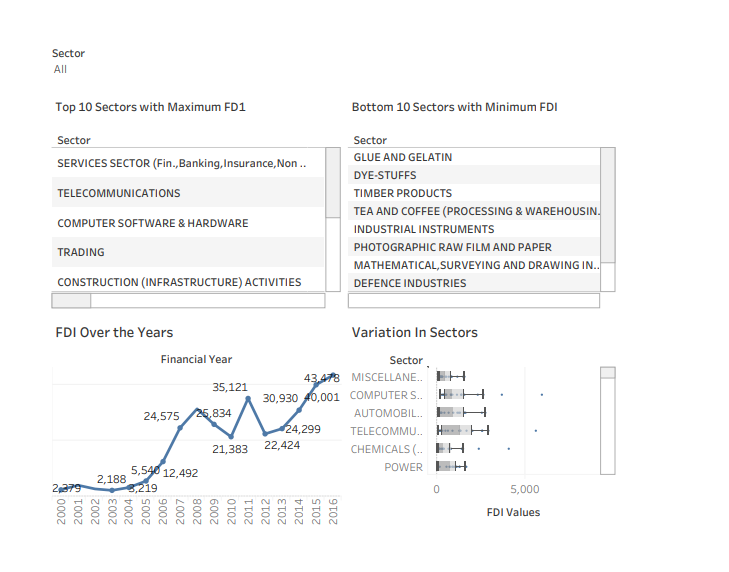 Sector
All
Top 10 Sectors with Maximum FD1
Sector
SERVICES SECTOR (Fin.,Banking,Insurance,Non ..
TELECOMMUNICATIONS
COMPUTER SOFTWARE & HARDWARE
TRADING
CONSTRUCTION (INFRASTRUCTURE) ACTIVITIES
Bottom 10 Sectors with Minimum FDI
Sector
GLUE AND GELATIN
DYE-STUFFS
TIMBER PRODUCTS
TEA AND COFFEE (PROCESSING & WAREHOUSIN.
INDUSTRIAL INSTRUMENTS
PHOTOGRAPHIC RAW FILM AND PAPER
MATHEMATICAL,SURVEYING AND DRAWING IN..
DEFENCE INDUSTRIES
FDI Over the Years
Financial Year
43,478
35,121
30,930
40,001
24,575
25,834
24,299
21,383
22,424
5,540
12,492
2,188
2,379
3,219
2000
2001
2002
2003
2004
2005
2006
2007
2008
2009
2010
2011
2012
2013
2014
2015
2016
Variation In Sectors
Sector
MISCELLANE..
COMPUTER S..
AUTOMOBIL..
TELECOMMU..
CHEMICALS (..
POWER
0
5,000
FDI Values